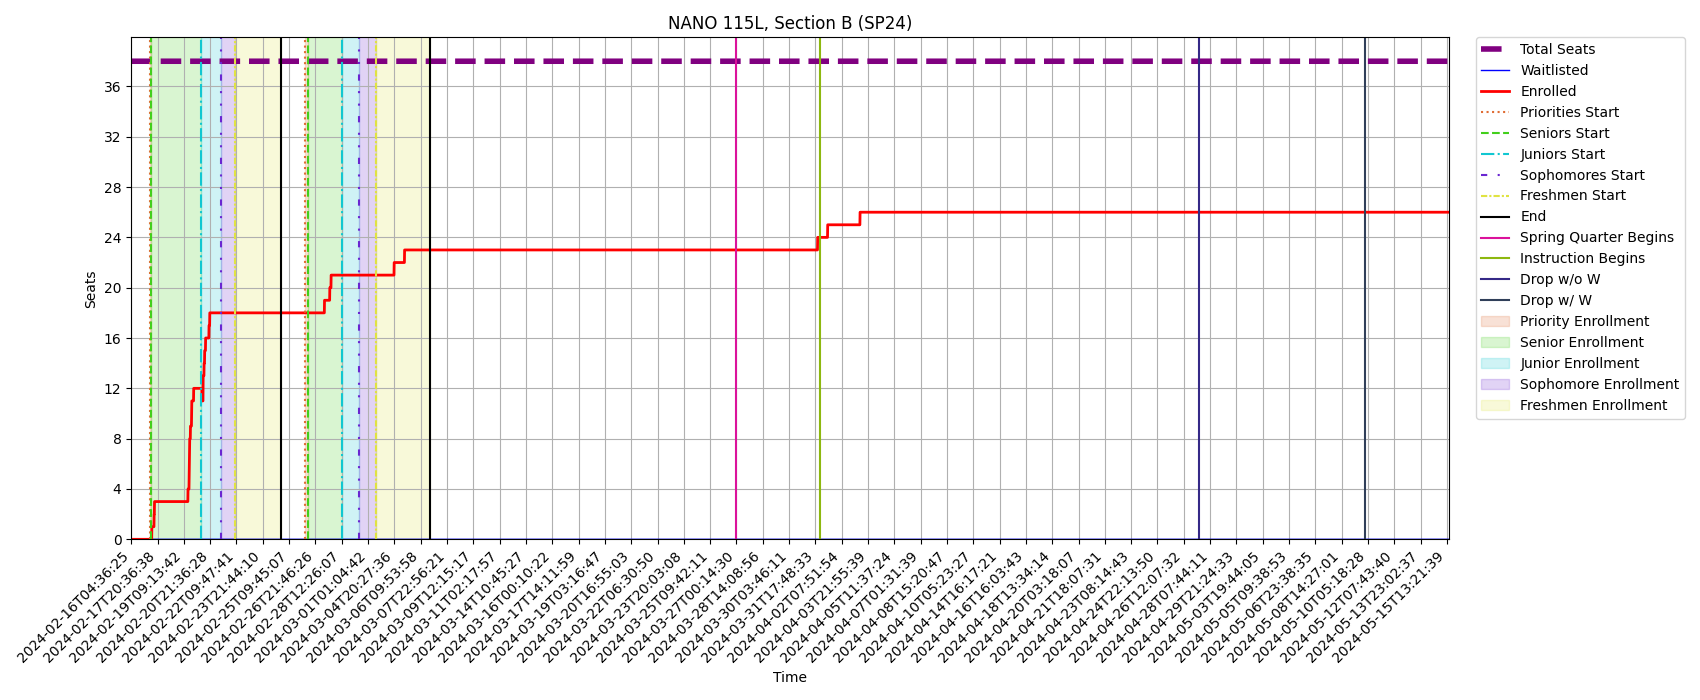 NANO 115L, Section B (SP24)
Seats
36
32
28
24
20
16
12
8
4
0
2024-02-16T04:36:25
2024-02-17T20:36:38
2024-02-19T09:13:42
2024-02-20T21:36:28
2024-02-22T09:47:41
2024-02-23T21:44:10
2024-02-25T09:45:07
2024-02-26T21:46:26
2024-02-28T12:26:07
2024-03-01T01:04:42
2024-03-04T20:27:36
2024-03-06T09:53:58
2024-03-07T22:56:21
2024-03-09T12:15:17
2024-03-11T02:17:57
2024-03-14T10:45:27
2024-03-16T00:10:22
2024-03-17T14:11:59
2024-03-19T03:16:47
2024-03-20T16:55:03
2024-03-22T06:30:50
2024-03-23T20:03:08
2024-03-25T09:42:11
2024-03-27T00:14:30
2024-03-28T14:08:56
2024-03-30T03:46:11
2024-03-31T17:48:33
2024-04-02T07:51:54
2024-04-03T21:55:39
2024-04-05T11:37:24
2024-04-07T01:31:39
2024-04-08T15:20:47
2024-04-10T05:23:27
2024-04-14T16:17:21
2024-04-16T16:03:43
2024-04-18T13:34:14
2024-04-20T03:18:07
2024-04-21T18:07:31
2024-04-23T08:14:43
2024-04-24T22:13:50
2024-04-26T12:07:32
2024-04-28T07:44:11
2024-04-29T21:24:33
2024-05-03T19:44:05
2024-05-05T09:38:53
2024-05-06T23:38:35
2024-05-08T14:27:01
2024-05-10T05:18:28
2024-05-12T07:43:40
2024-05-13T23:02:37
2024-05-15T13:21:39
Time
Total Seats
Waitlisted
Enrolled
Priorities Start
Seniors Start
Juniors Start
Sophomores Start
Freshmen Start
End
Spring Quarter Begins
Instruction Begins
Drop w/o W
Drop w/ W
Priority Enrollment
Senior Enrollment
Junior Enrollment
Sophomore Enrollment
Freshmen Enrollment